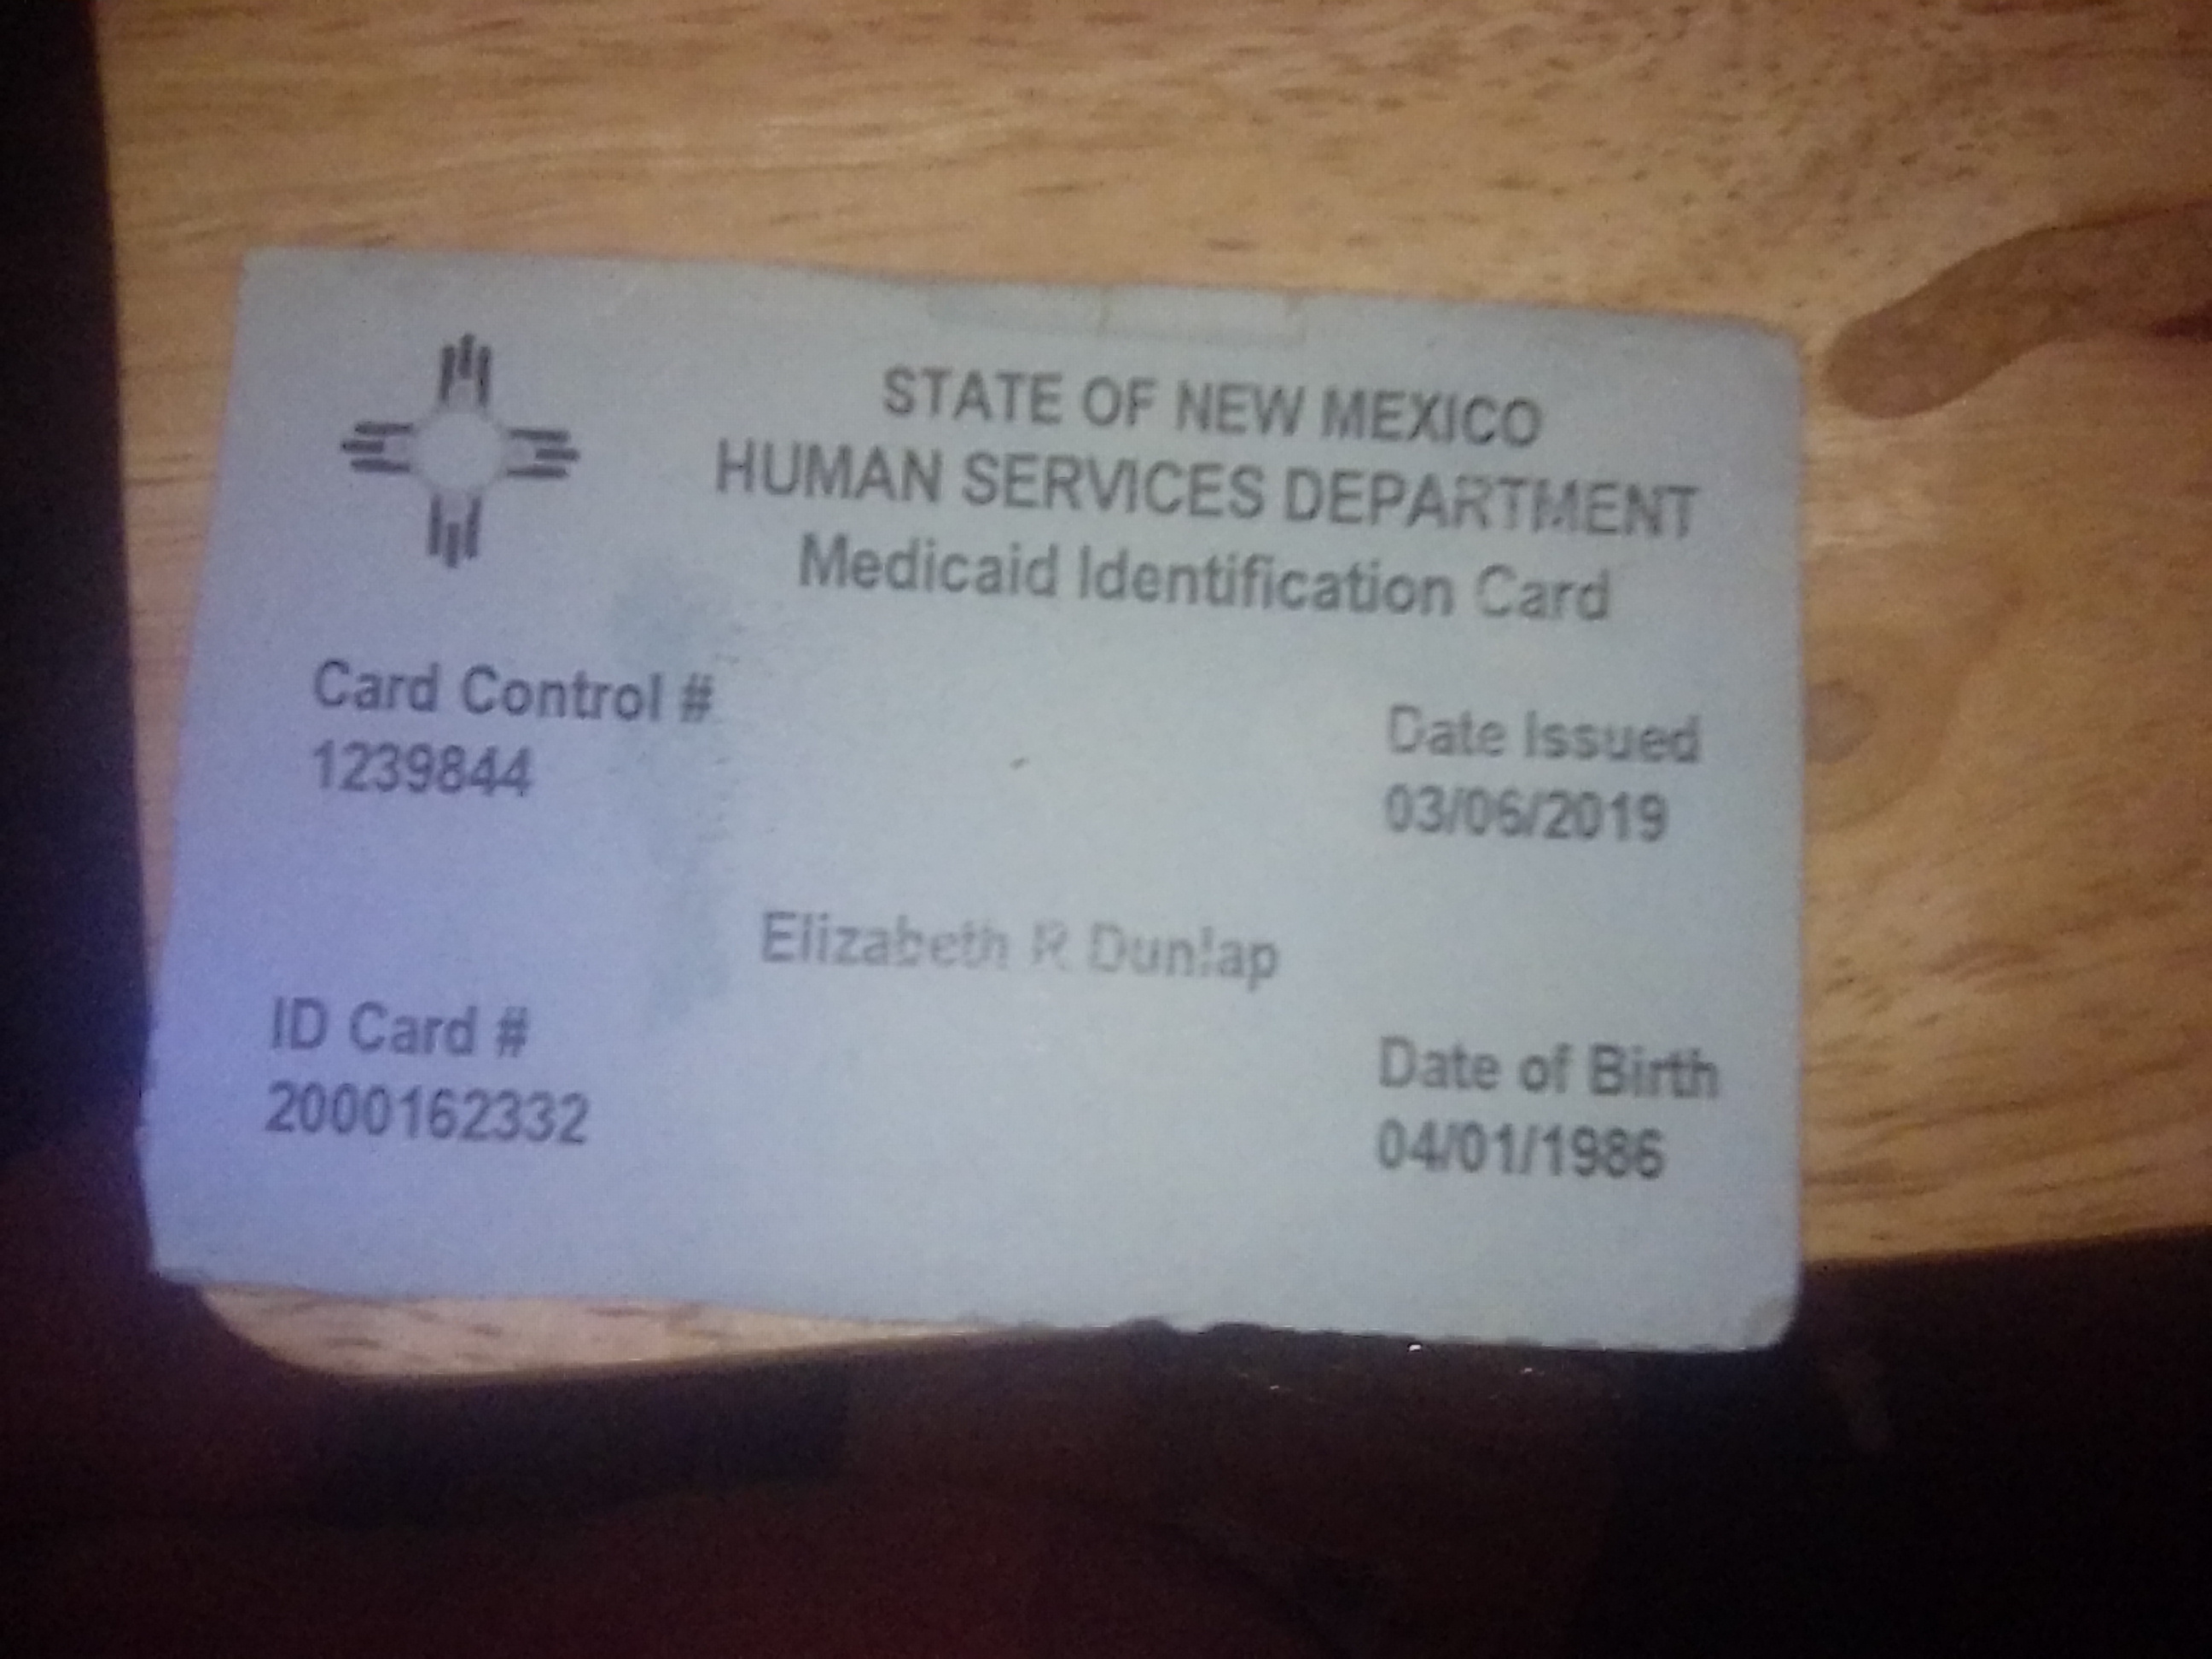 STATE OF NEW MEXICO
HUMAN SERVICES DEPARTMENT
Medicaid Identification Card
Card Control #
1239844
Date Issued
03/06/2019
Elizabeth R Dunlap
ID Card #
2000162332
Date of Birth
04/01/1986